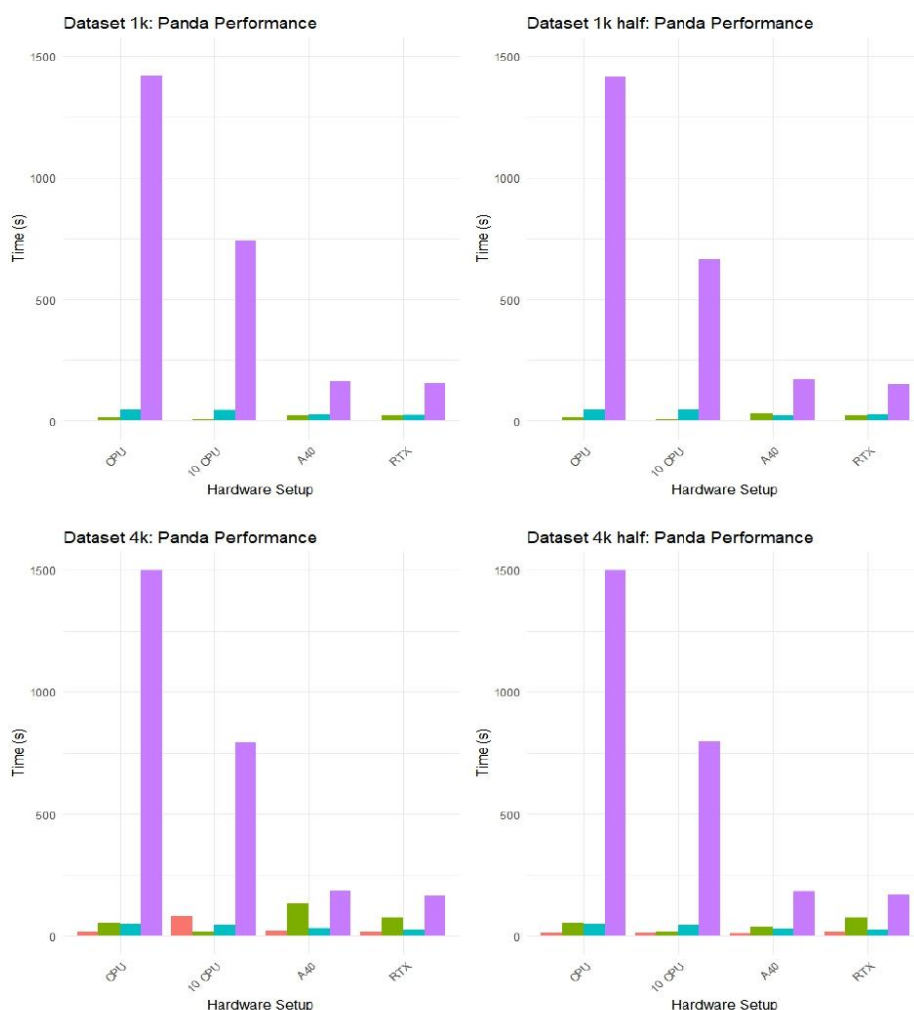 Dataset 1k: Panda Performance
1500
1000
500
0
Time (s)
CPU
10 CPU
A40
RTX
Hardware Setup
Dataset 1k half: Panda Performance
1500
1000
500
0
Time (s)
CPU
10 CPU
A40
RTX
Hardware Setup
Dataset 4k: Panda Performance
1500
1000
500
0
Time (s)
CPU
10 CPU
A40
RTX
Hardware Setup
Dataset 4k half: Panda Performance
1500
1000
500
0
Time (s)
CPU
10 CPU
A40
RTX
Hardware Setup